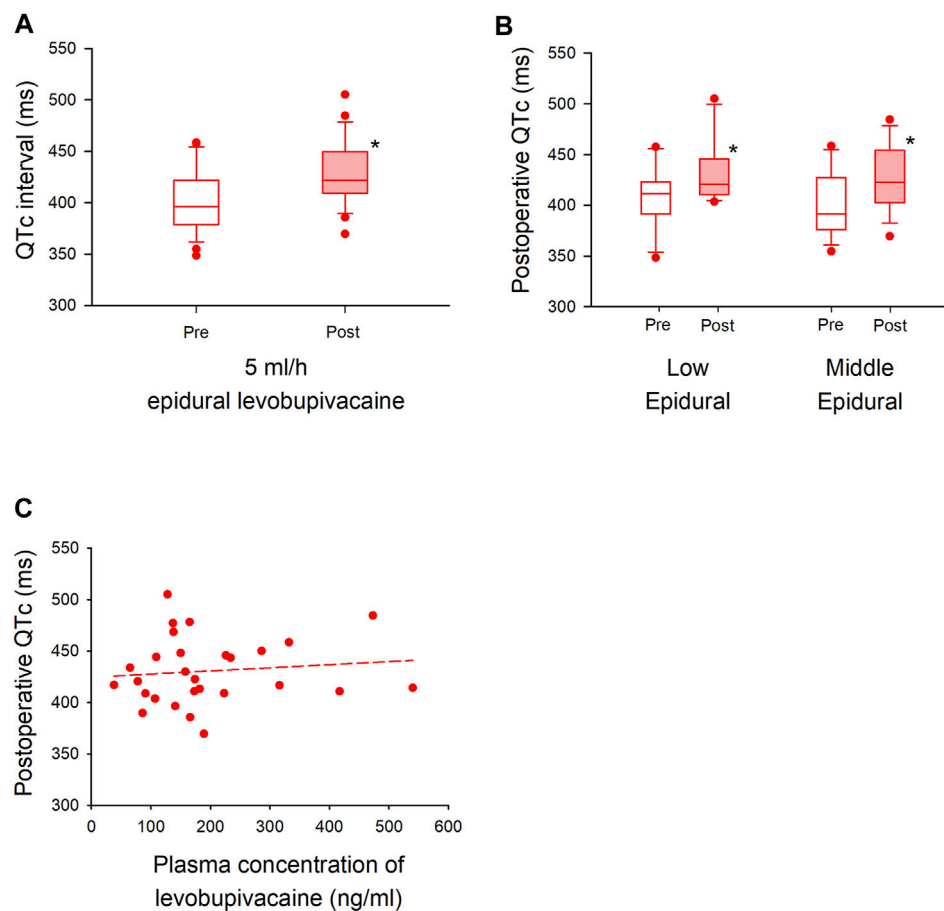 A
QTc interval (ms)
550
500
450
400
350
300
*
Pre
Post
5 ml/h
epidural levobupivacaine
B
Postoperative QTc (ms)
550
500
450
400
350
300
*
*
Pre
Post
Pre
Post
Low
Epidural
Middle
Epidural
C
Postoperative QTc (ms)
550
500
450
400
350
300
0
100
200
300
400
500
600
Plasma concentration of
levobupivacaine (ng/ml)